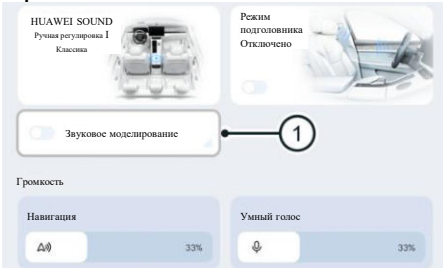 HUAWEI SOUND
Ручная регулировка I
Классика
Режим
подголовника
Отключено
Звуковое моделирование
1
Громкость
Навигация
33%
Умный голос
33%